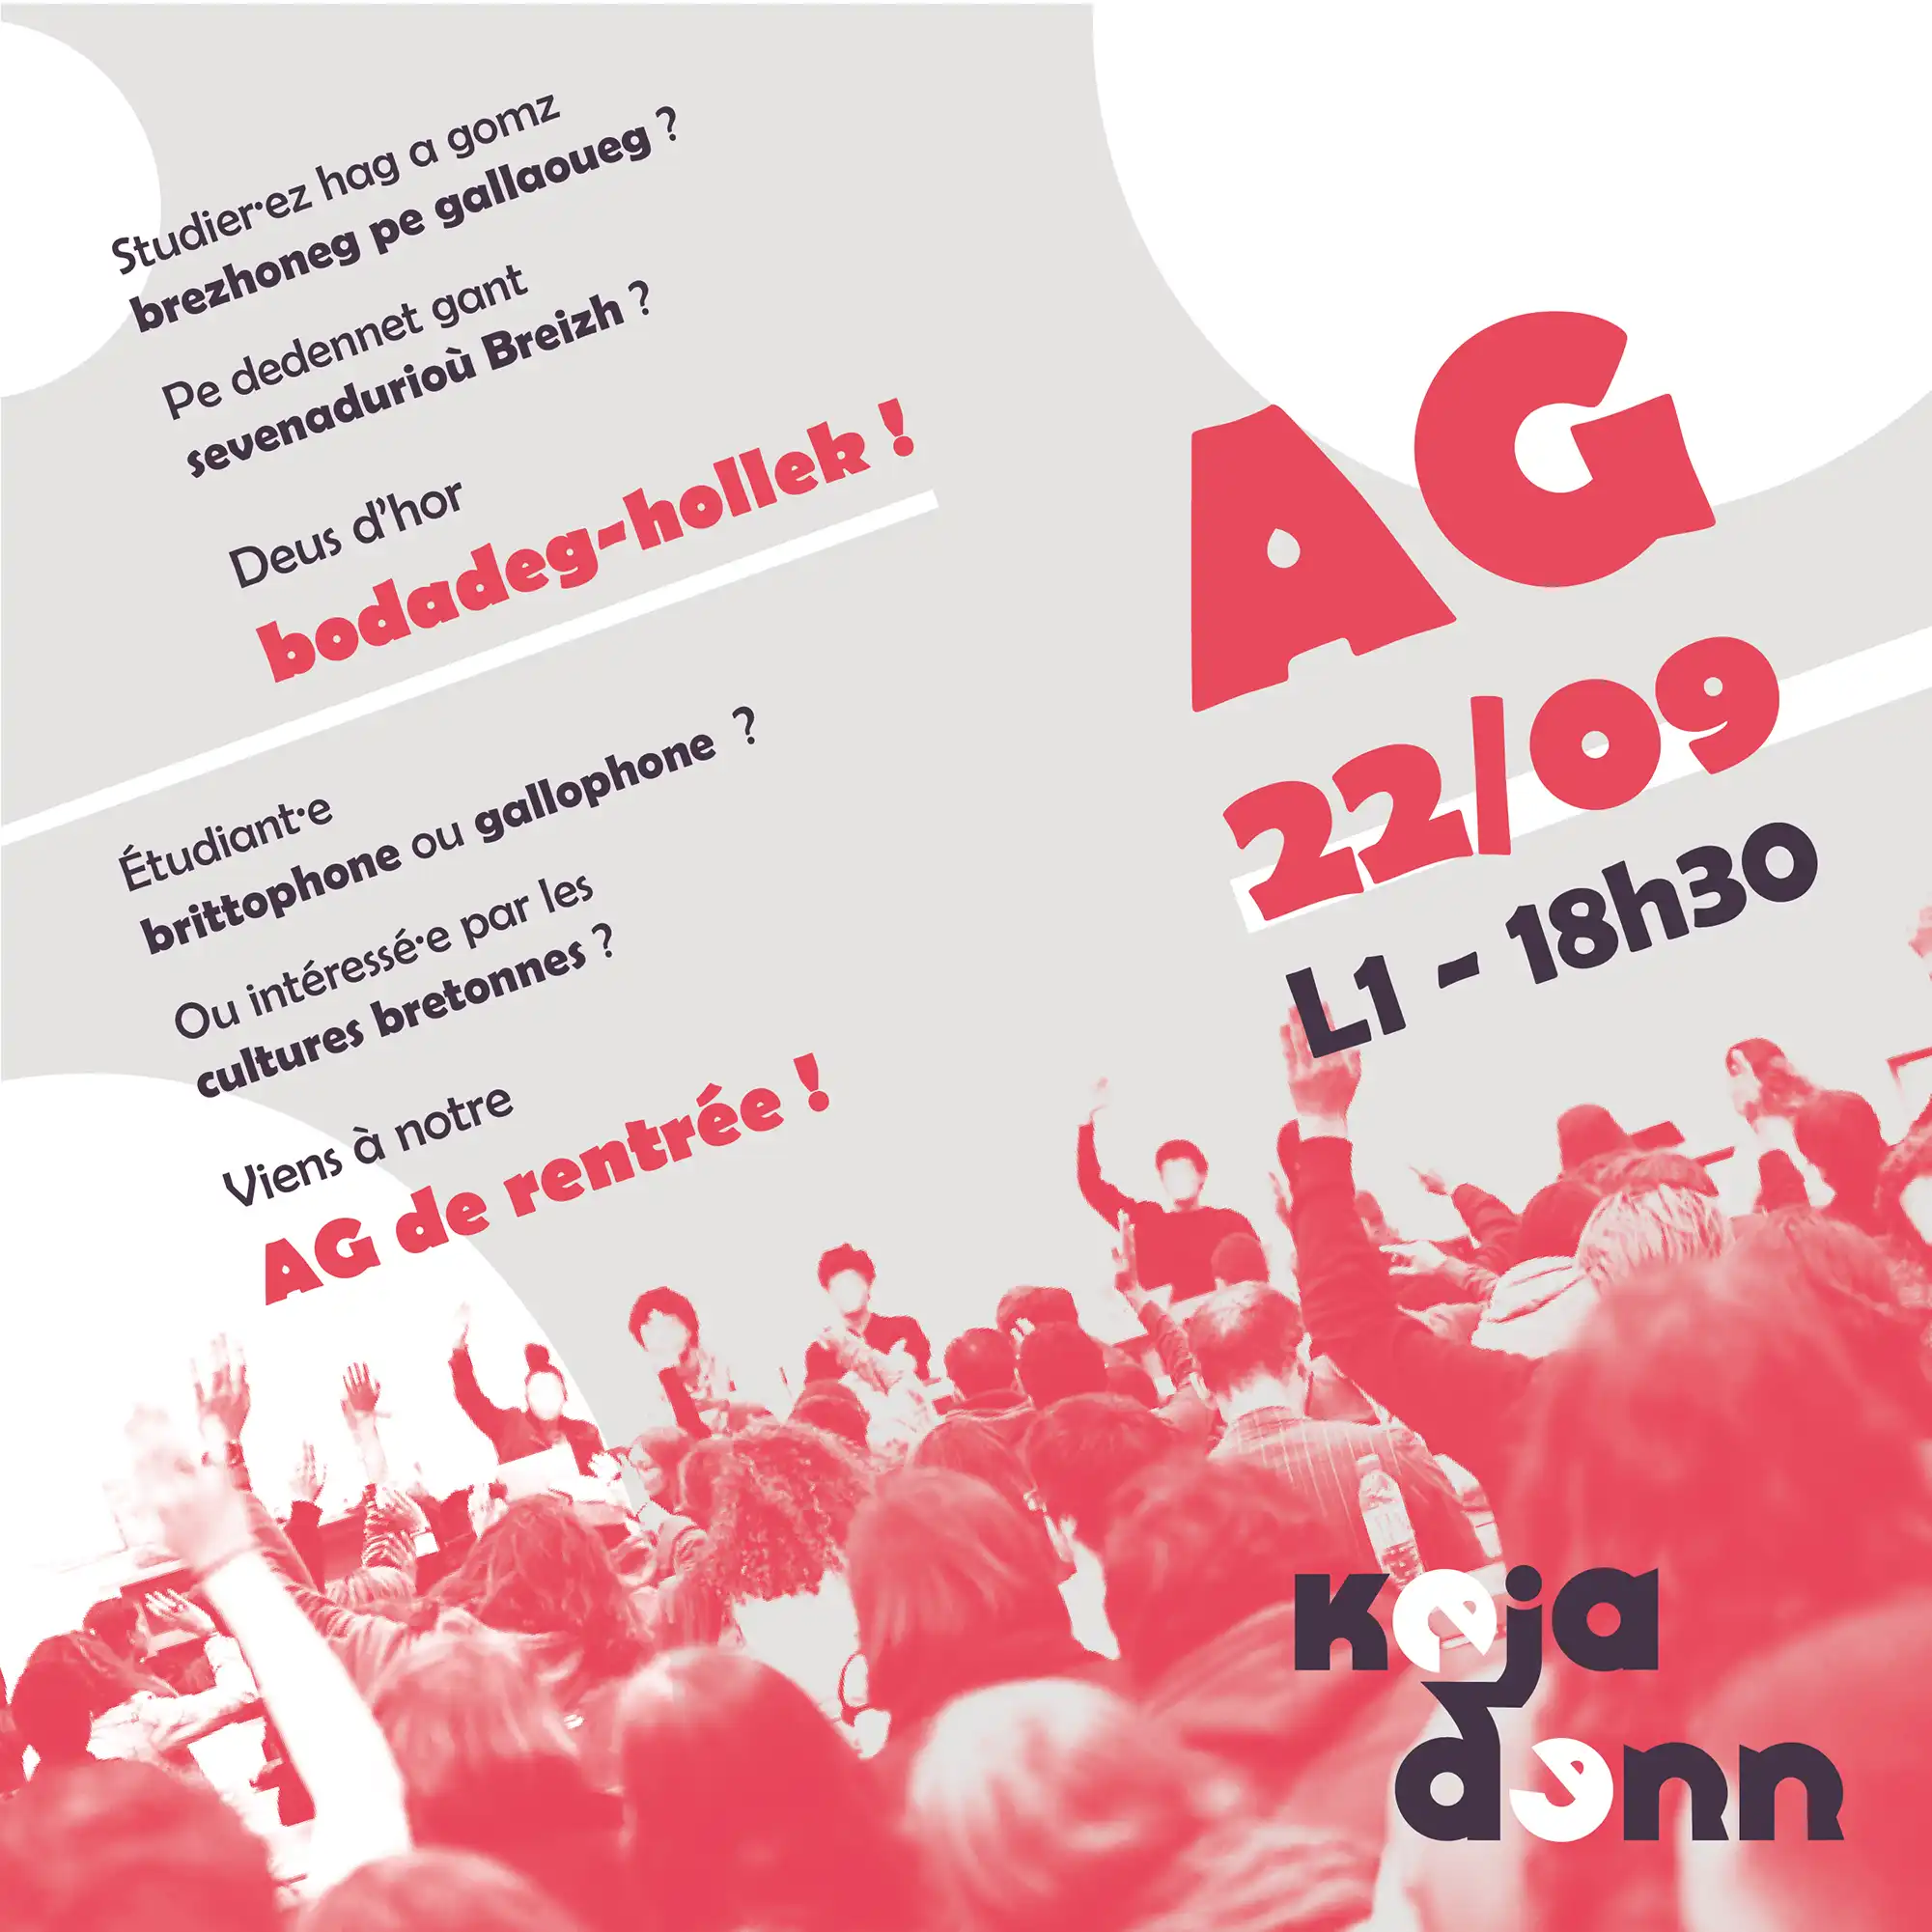 Studier·ez hag a gomz
brezhoneg pe gallaoueg ?
Pe dedennet gant
sevenadurioù Breizh ?
Deus d’hor
bodadeg-hollek !
Étudiant·e
brittophone ou gallophone ?
Ou intéressé·e par les
cultures bretonnes ?
Viens à notre
AG de rentrée !
AG
22/09
L1 - 18h30
keja
denn